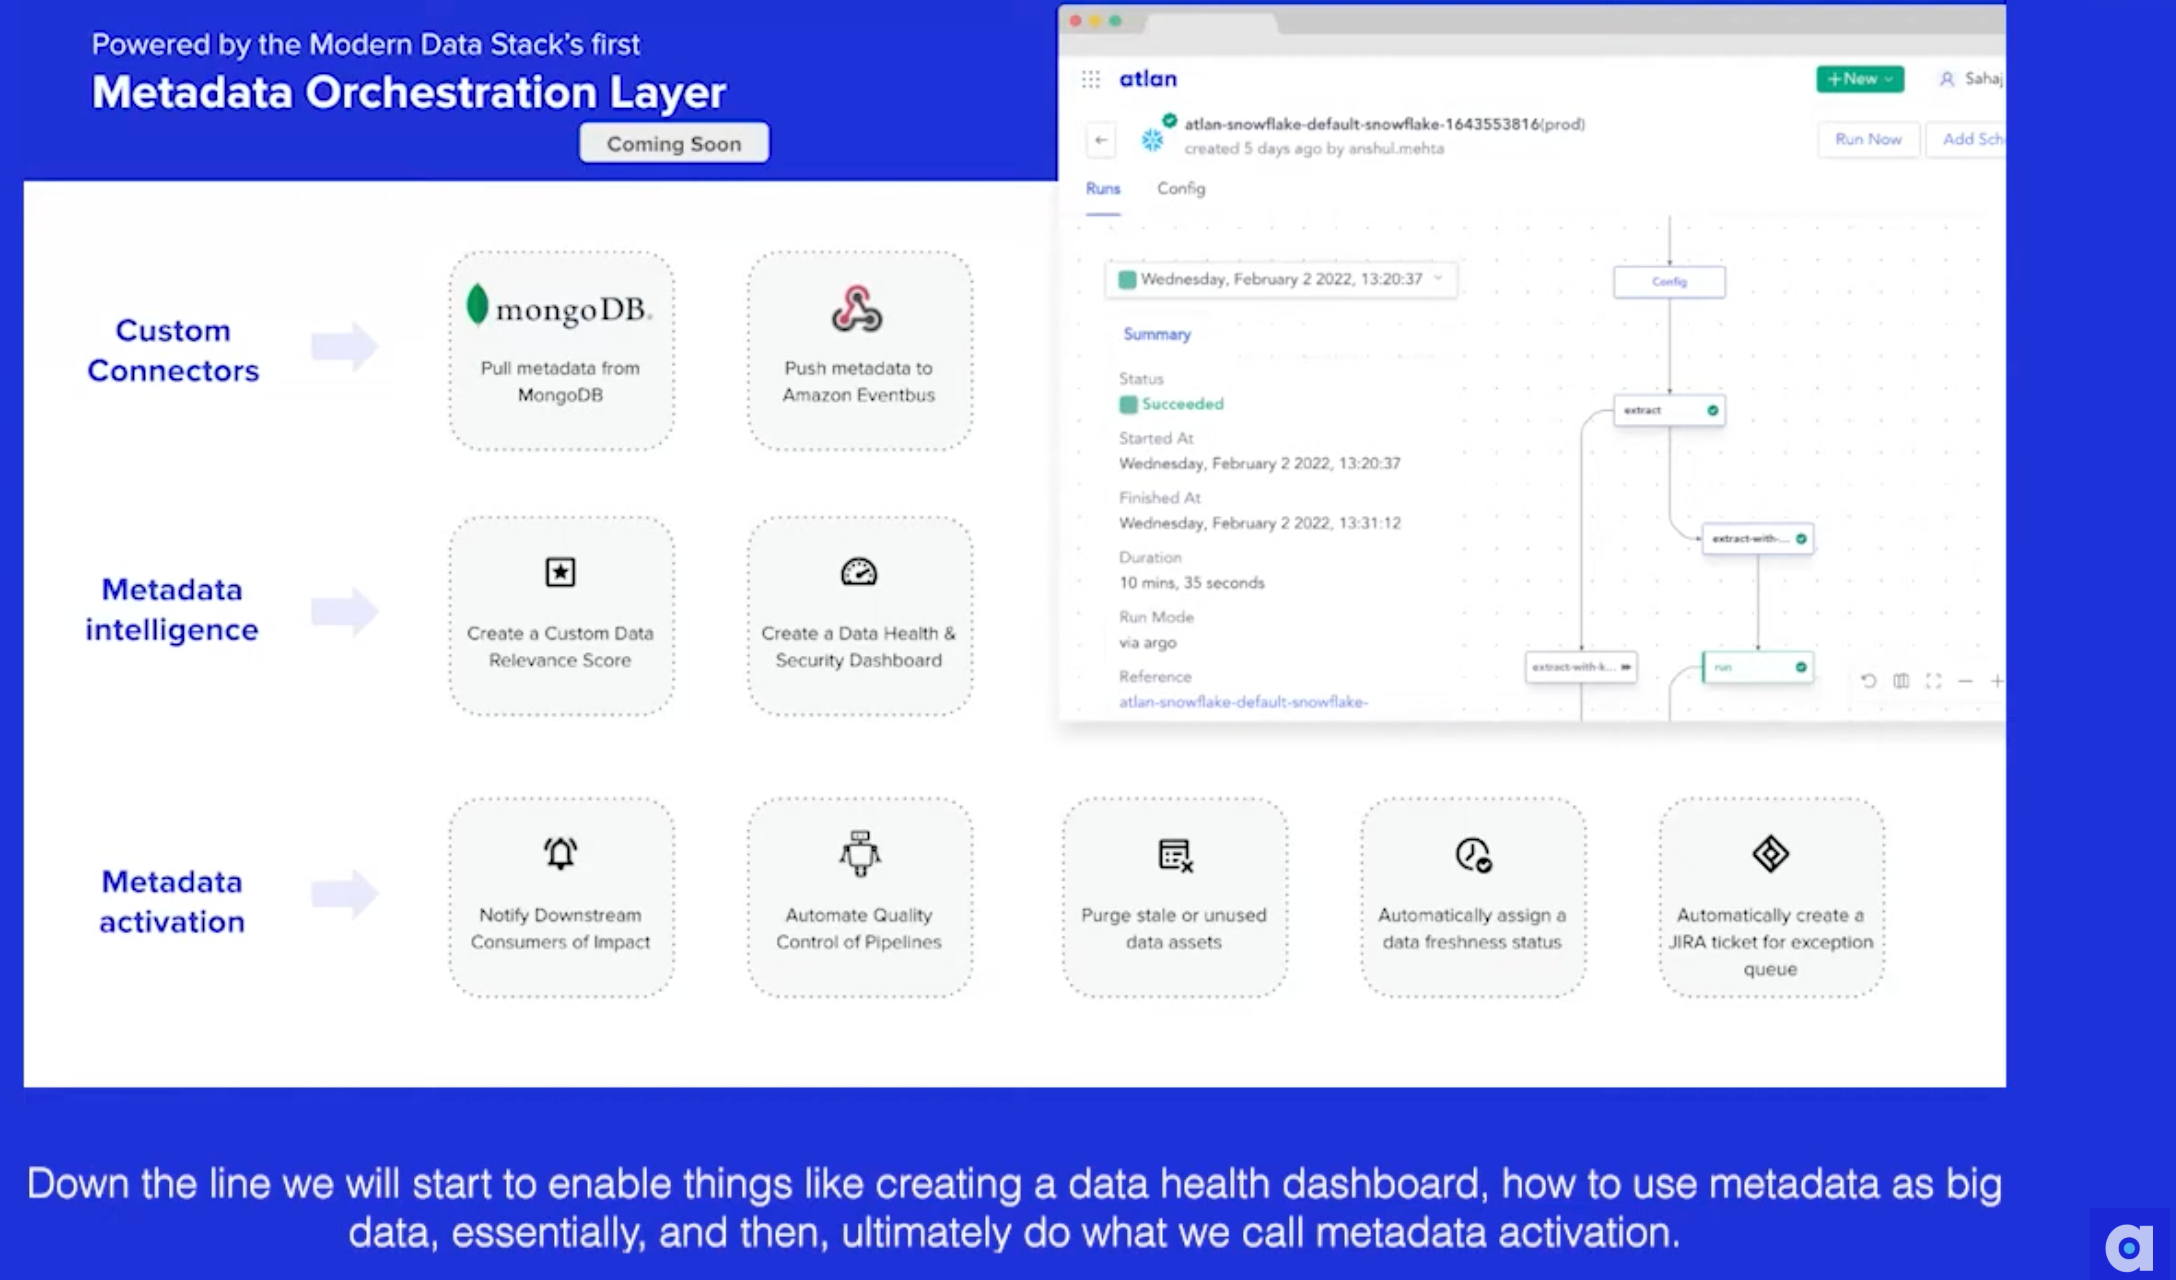 Powered by the Modern Data Stack's first
Metadata Orchestration Layer
Coming Soon
atlan
+ New
Sahaj
atlan-snowflake-default-snowflake-1643553816(prod)
created 5 days ago by anshul.mehta
Run Now
Add Sch
Runs
Config
Wednesday, February 2 2022, 13:20:37
Summary
Status
Succeeded
Started At
Wednesday, February 2 2022, 13:20:37
Finished At
Wednesday, February 2 2022, 13:31:12
Duration
10 mins, 35 seconds
Run Mode
via argo
Reference
atlan-snowflake-default-snowflake-
Config
extract
extract-with-...
extract-with-k...
run
Custom
Connectors
mongoDB.
Pull metadata from
MongoDB
Push metadata to
Amazon Eventbus
Metadata
intelligence
Create a Custom Data
Relevance Score
Create a Data Health &
Security Dashboard
Metadata
activation
Notify Downstream
Consumers of Impact
Automate Quality
Control of Pipelines
Purge stale or unused
data assets
Automatically assign a
data freshness status
Automatically create a
JIRA ticket for exception
queue
Down the line we will start to enable things like creating a data health dashboard, how to use metadata as big
data, essentially, and then, ultimately do what we call metadata activation.
a